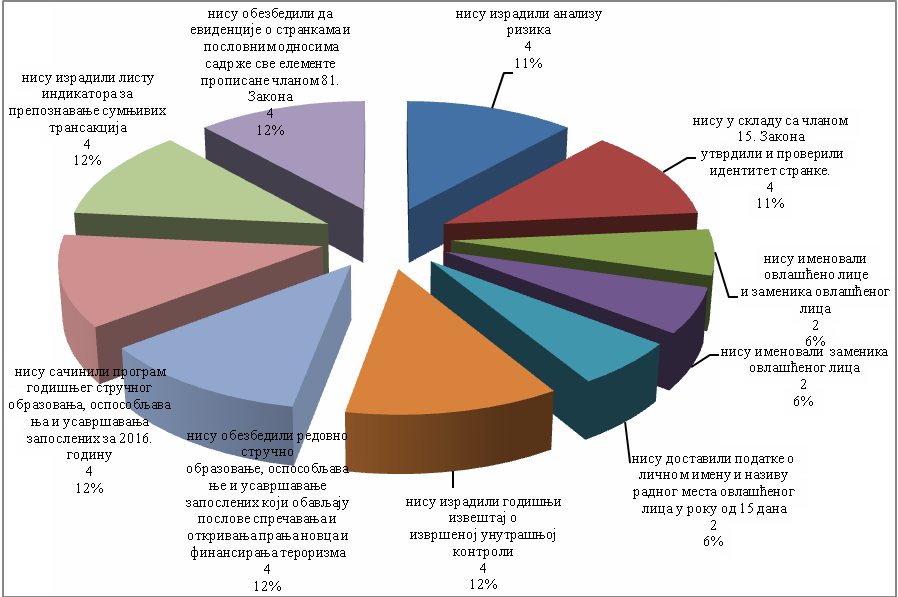 нису обезбедили да
евиденције о странкама и
пословним односима
садрже све елементе
прописане чланом 81.
Закона
4
12%
нису израдили анализу
ризика
4
11%
нису у складу са чланом
15. Закона
утврдили и проверили
идентитет странке.
4
11%
нису именовали
овлашћено лице
и заменика овлашћеног
лица
2
6%
нису именовали заменика
овлашћеног лица
2
6%
нису доставили податке о
личном имену и називу
радног места овлашћеног
лица у року од 15 дана
2
6%
нису израдили годишњи
извештај о
извршеној унутрашњој
контроли
4
12%
нису обезбедили редовно
стручно
образовање, оспособљава
ње и усавршавање
запослених који обављају
послове спречавања и
откривања прања новца и
финансирања тероризма
4
12%
нису сачинили програм
годишњег стручног
образовања, оспособљава
ња и усавршавања
запослених за 2016.
годину
4
12%
нису израдили листу
индикатора за
препознавање сумњивих
трансакција
4
12%